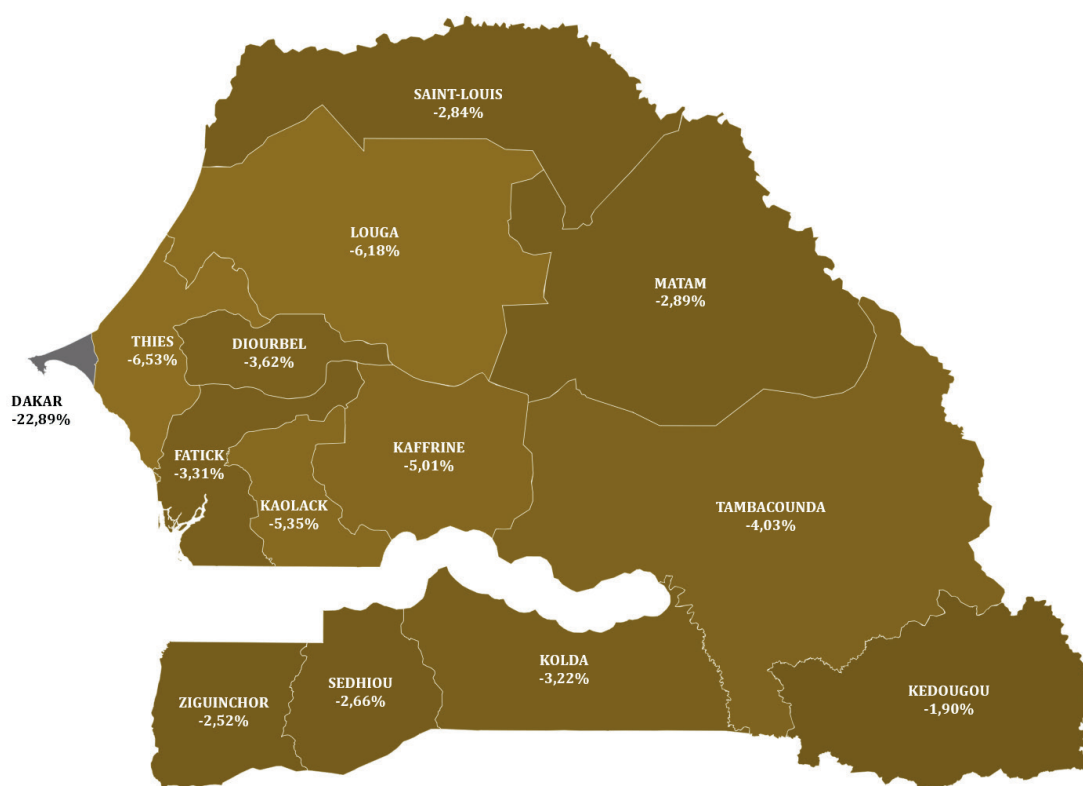 SAINT-LOUIS
-2,84%
LOUGA
-6,18%
MATAM
-2,89%
THIES
-6,53%
DIOURBEL
-3,62%
DAKAR
-22,89%
FATICK
-3,31%
KAFFRINE
-5,01%
KAOLACK
-5,35%
TAMBACOUNDA
-4,03%
KOLDA
-3,22%
SEDHIOU
-2,66%
ZIGUINCHOR
-2,52%
KEDOUGOU
-1,90%